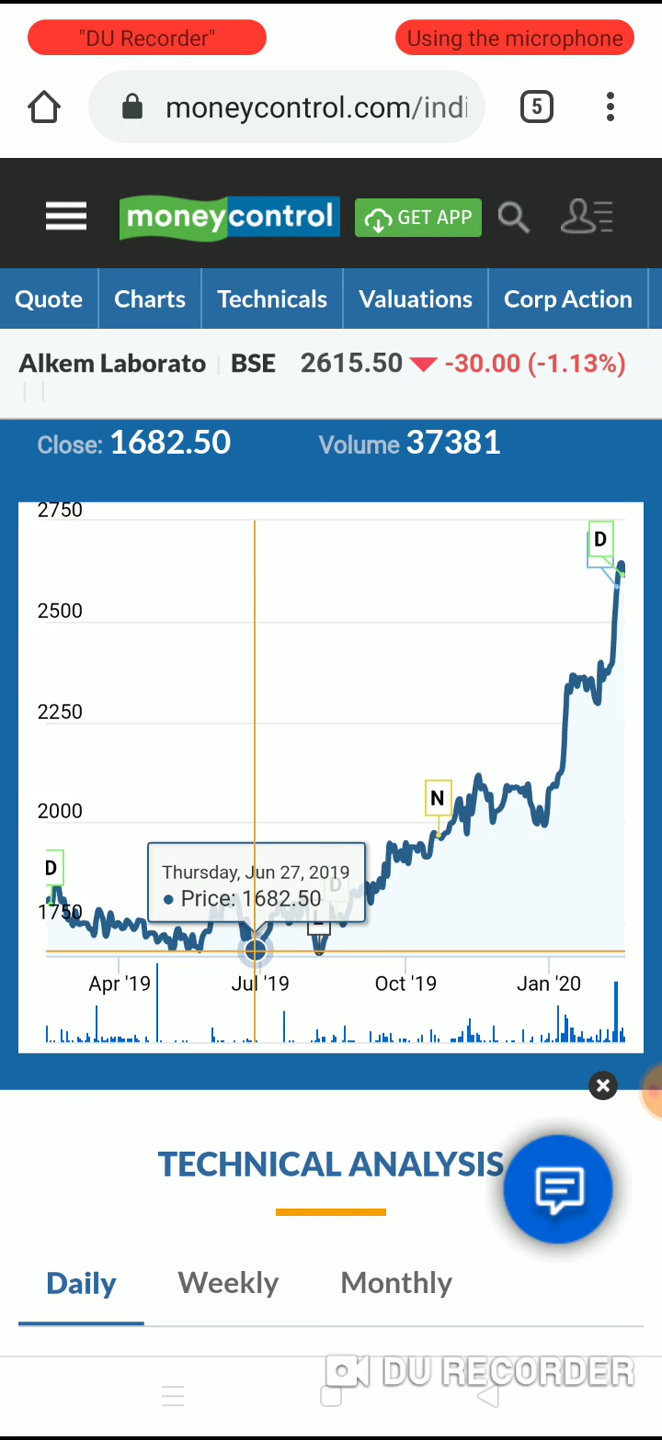 "DU Recorder" Using the microphone
moneycontrol.com/indi 5
moneycontrol GET APP
Quote Charts Technicals Valuations Corp Action
Alkem Laborato BSE 2615.50 -30.00 (-1.13%)
Close: 1682.50 Volume 37381
2750
D
2500
2250
N
2000
D
Thursday, Jun 27, 2019
D
Price: 1682.50
1750
Apr '19 Jul '19 Oct '19 Jan '20
TECHNICAL ANALYSIS
Daily Weekly Monthly
DU RECORDER